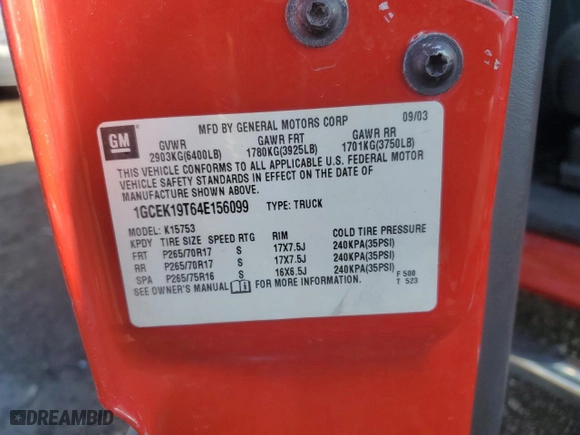 MFD BY GENERAL MOTORS CORP 09/03
GM
GVWR GAWR FRT GAWR RR
2903KG(6400LB) 1780KG(3925LB) 1701KG(3750LB)
THIS VEHICLE CONFORMS TO ALL APPLICABLE U.S. FEDERAL MOTOR
VEHICLE SAFETY STANDARDS IN EFFECT ON THE DATE OF
MANUFACTURE SHOWN ABOVE.
1GCEK19T64E156099 TYPE: TRUCK
MODEL: K15753
KPDY TIRE SIZE SPEED RTG RIM COLD TIRE PRESSURE
FRT P265/70R17 S 17X7.5J 240KPA(35PSI)
RR P265/70R17 S 17X7.5J 240KPA(35PSI)
SPA P265/75R16 S 16X6.5J 240KPA(35PSI)
SEE OWNER'S MANUAL FOR MORE INFORMATION.
F 500
T 523
DREAMBID